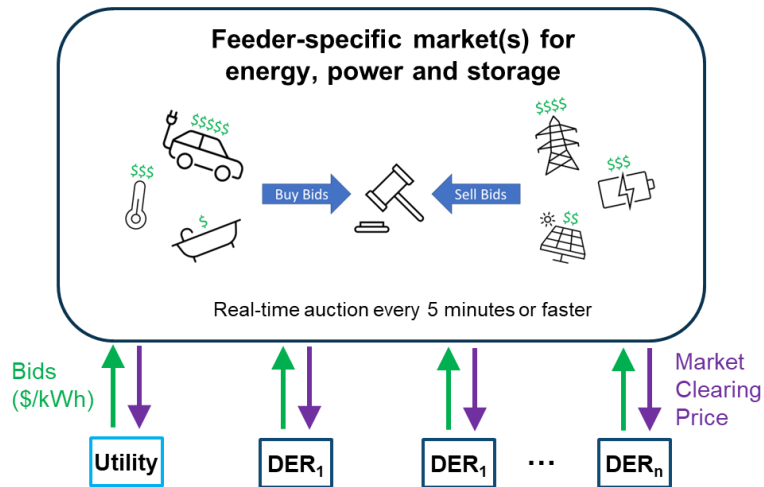 Feeder-specific market(s) for
energy, power and storage
$$$$$
$$$$
$$$
$$$
Buy Bids
Sell Bids
$
$$
Real-time auction every 5 minutes or faster
Bids
($/kWh)
Market
Clearing
Price
Utility
DER₁
DER₁
...
DERₙ